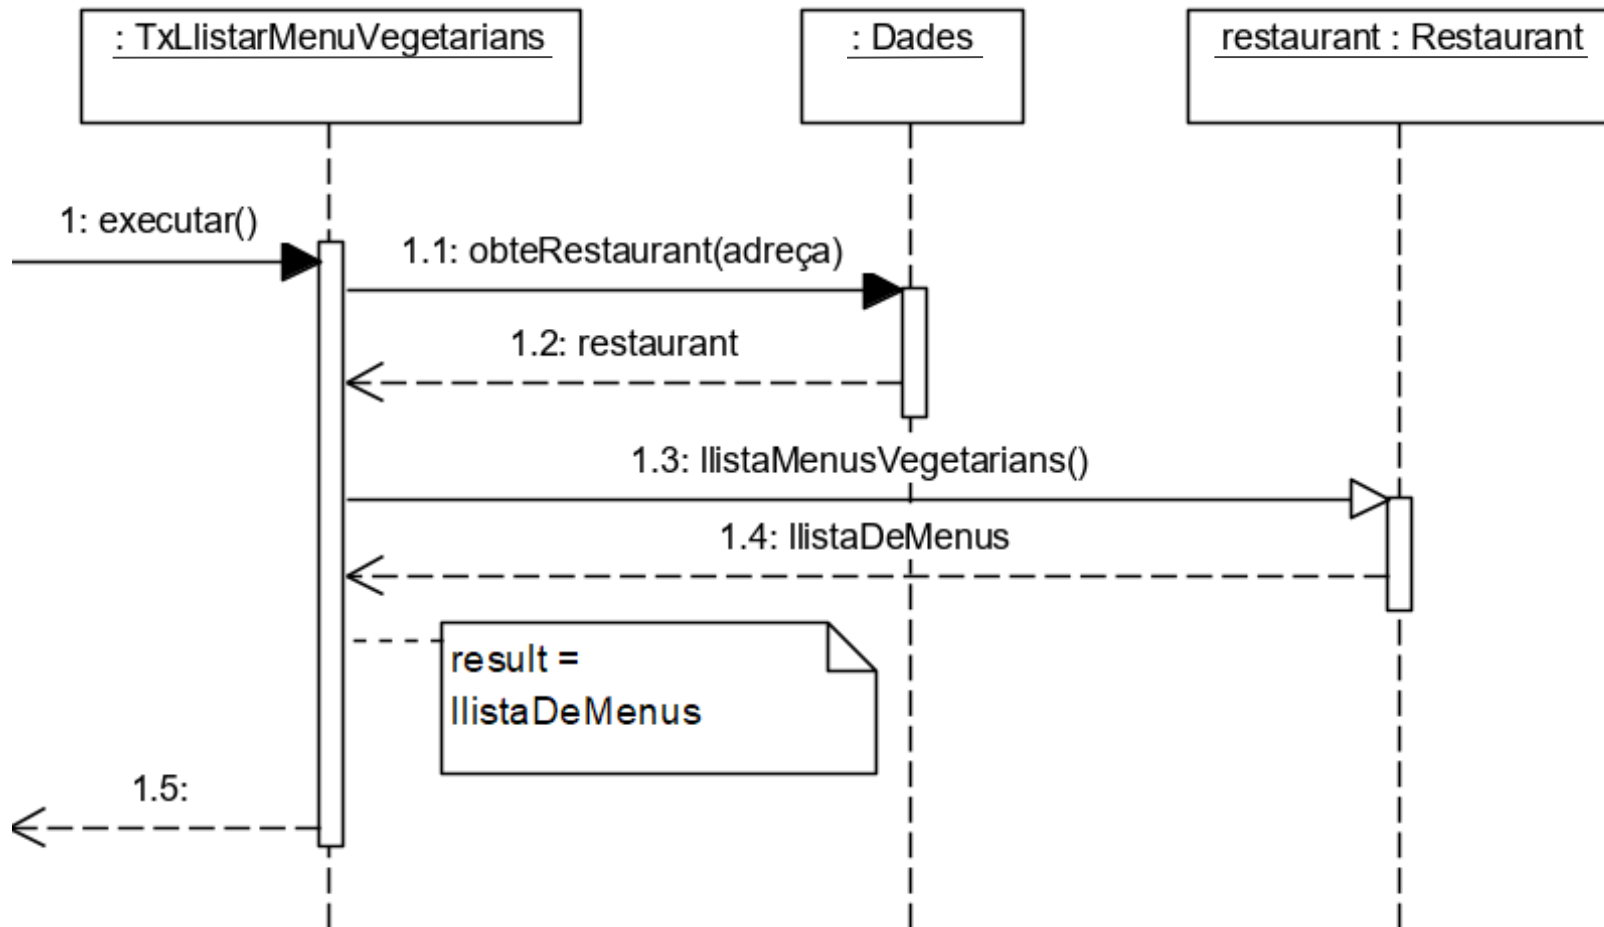 : TxLlistarMenuVegetarians
: Dades
restaurant : Restaurant
1: executar()
1.1: obteRestaurant(adreça)
1.2: restaurant
1.3: llistaMenusVegetarians()
1.4: llistaDeMenus
result =
llistaDeMenus
1.5: